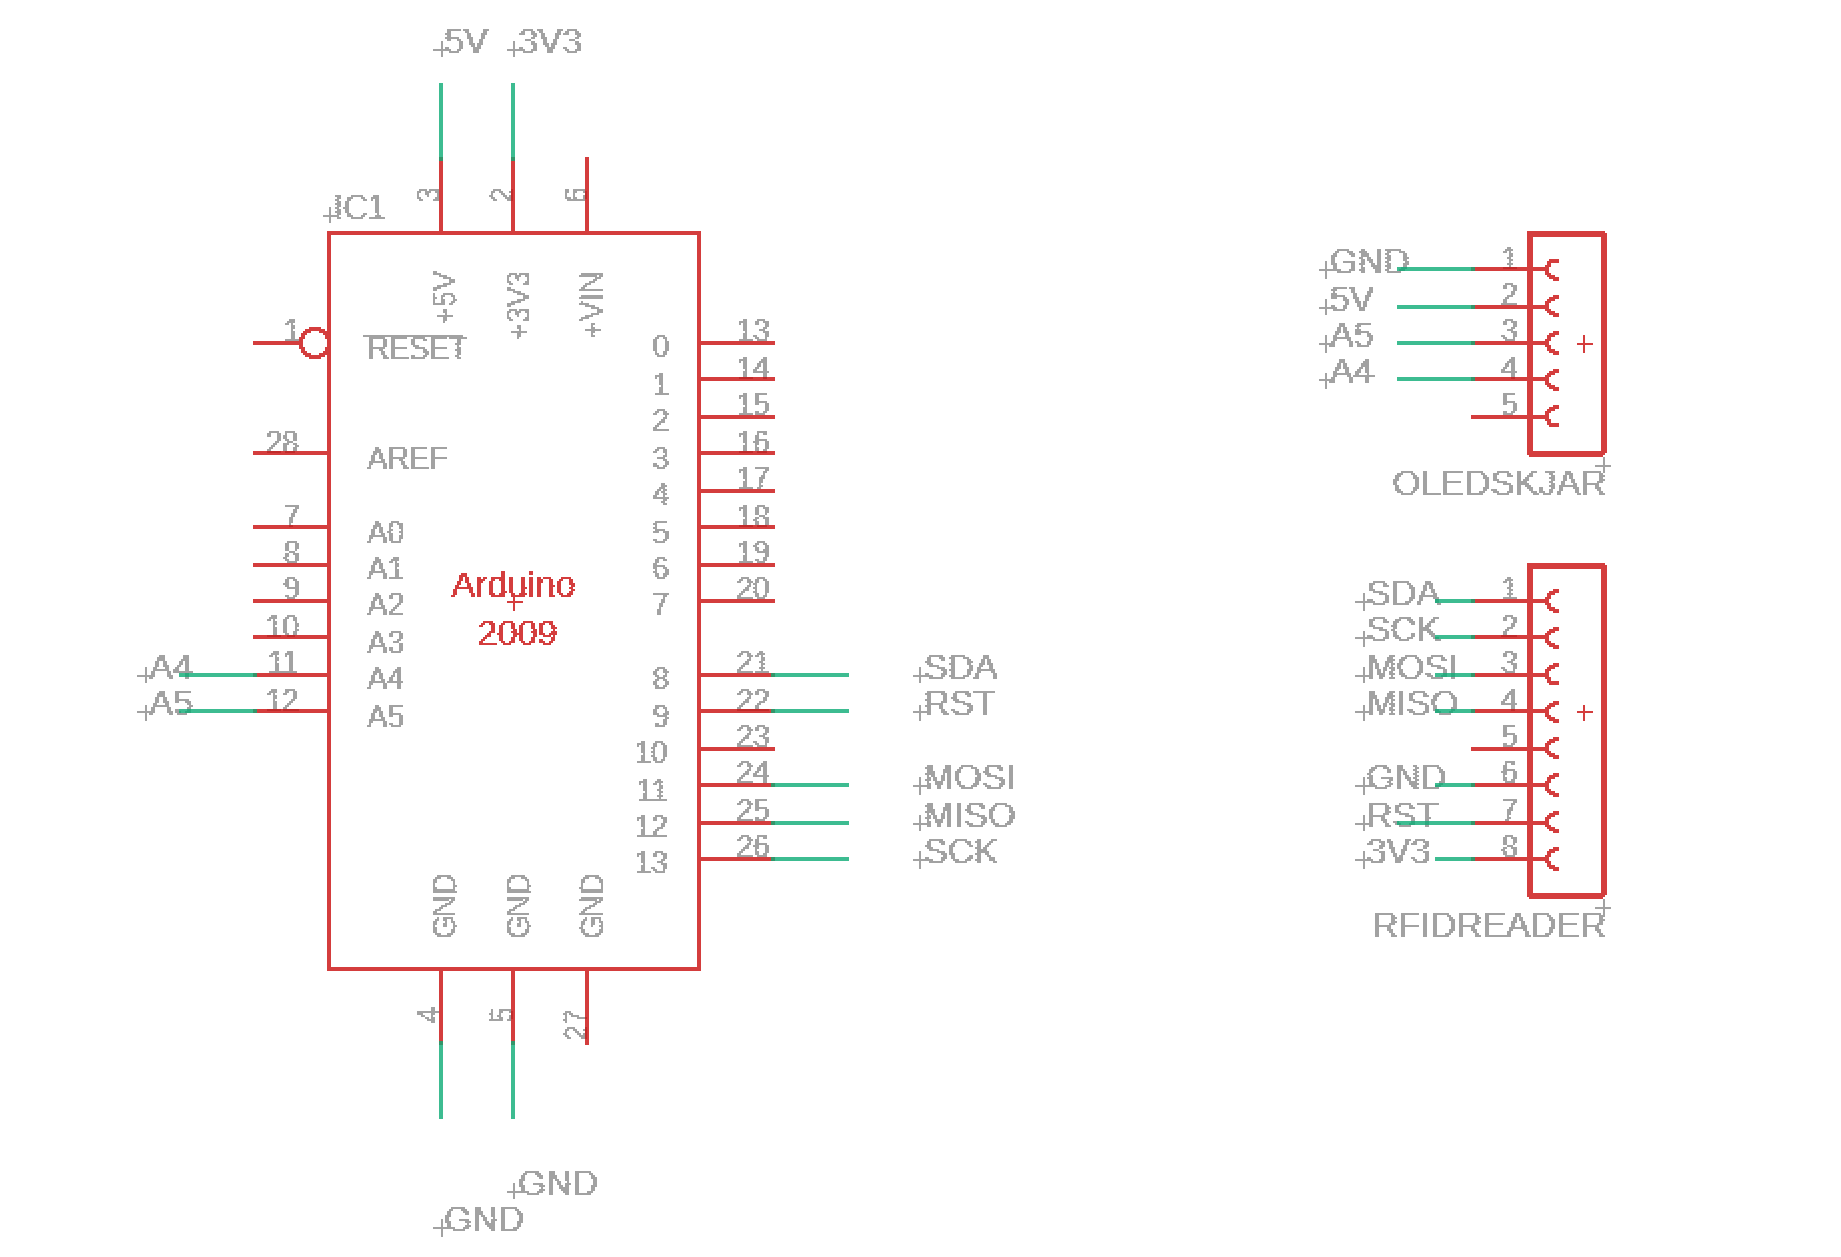 5V 3V3
3 2 6
IC1
+5V +3V3 +VIN
1 RESET 0 13
1 14
2 15
28 AREF 3 16
4 17
7 A0 5 18
8 A1 6 19
9 A2 7 20
Arduino
2009
10 A3
A4 11 A4 8 21 SDA
A5 12 A5 9 22 RST
10 23
11 24 MOSI
12 25 MISO
13 26 SCK
GND GND GND
4 5 27
GND
GND
GND 1
5V 2
A5 3
A4 4
5
OLEDSKJAR
SDA 1
SCK 2
MOSI 3
MISO 4
5
GND 6
RST 7
3V3 8
RFIDREADER